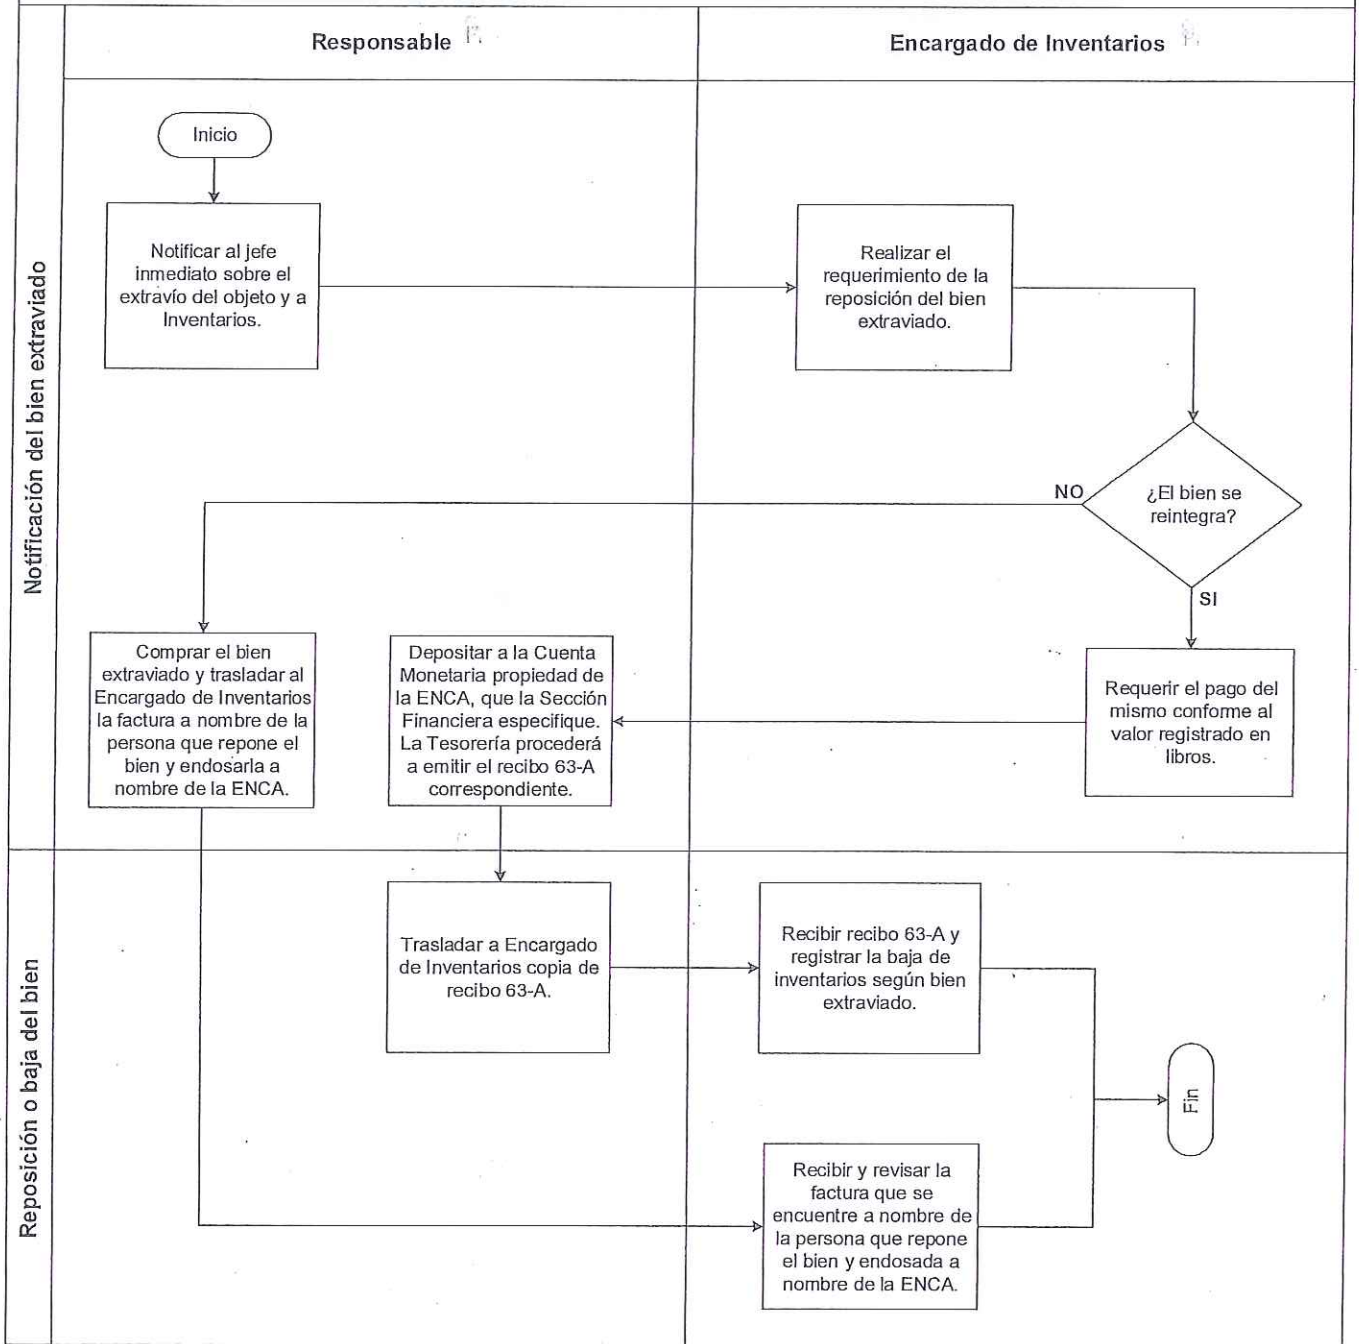 Responsable
Encargado de Inventarios
Notificación del bien extraviado
Inicio
Notificar al jefe
inmediato sobre el
extravío del objeto y a
Inventarios.
Realizar el
requerimiento de la
reposición del bien
extraviado.
¿El bien se
reintegra?
NO
SI
Comprar el bien
extraviado y trasladar al
Encargado de Inventarios
la factura a nombre de la
persona que repone el
bien y endosarla a
nombre de la ENCA.
Depositar a la Cuenta
Monetaria propiedad de
la ENCA, que la Sección
Financiera especifique.
La Tesorería procederá
a emitir el recibo 63-A
correspondiente.
Requerir el pago del
mismo conforme al
valor registrado en
libros.
Reposición o baja del bien
Trasladar a Encargado
de Inventarios copia de
recibo 63-A.
Recibir recibo 63-A y
registrar la baja de
inventarios según bien
extraviado.
Fin
Recibir y revisar la
factura que se
encuentre a nombre de
la persona que repone
el bien y endosada a
nombre de la ENCA.